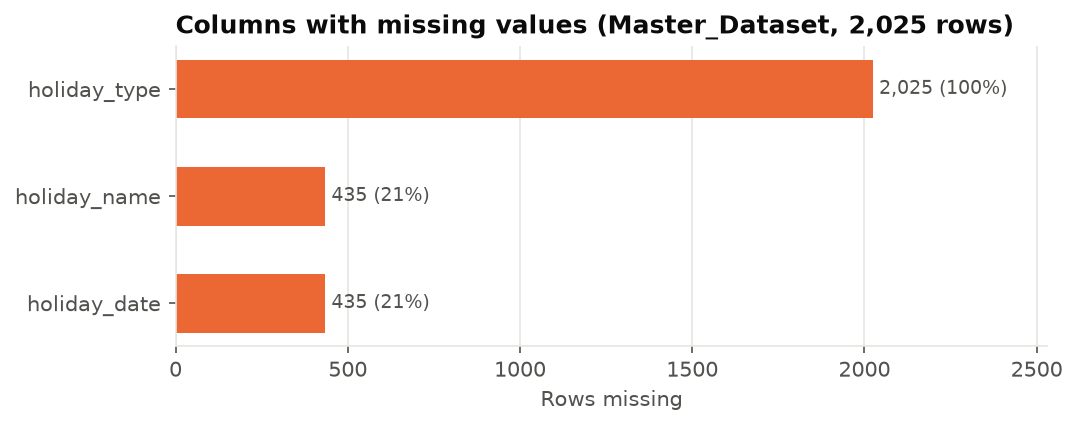 Columns with missing values (Master_Dataset, 2,025 rows)
holiday_type
2,025 (100%)
holiday_name
435 (21%)
holiday_date
435 (21%)
0 500 1000 1500 2000 2500
Rows missing